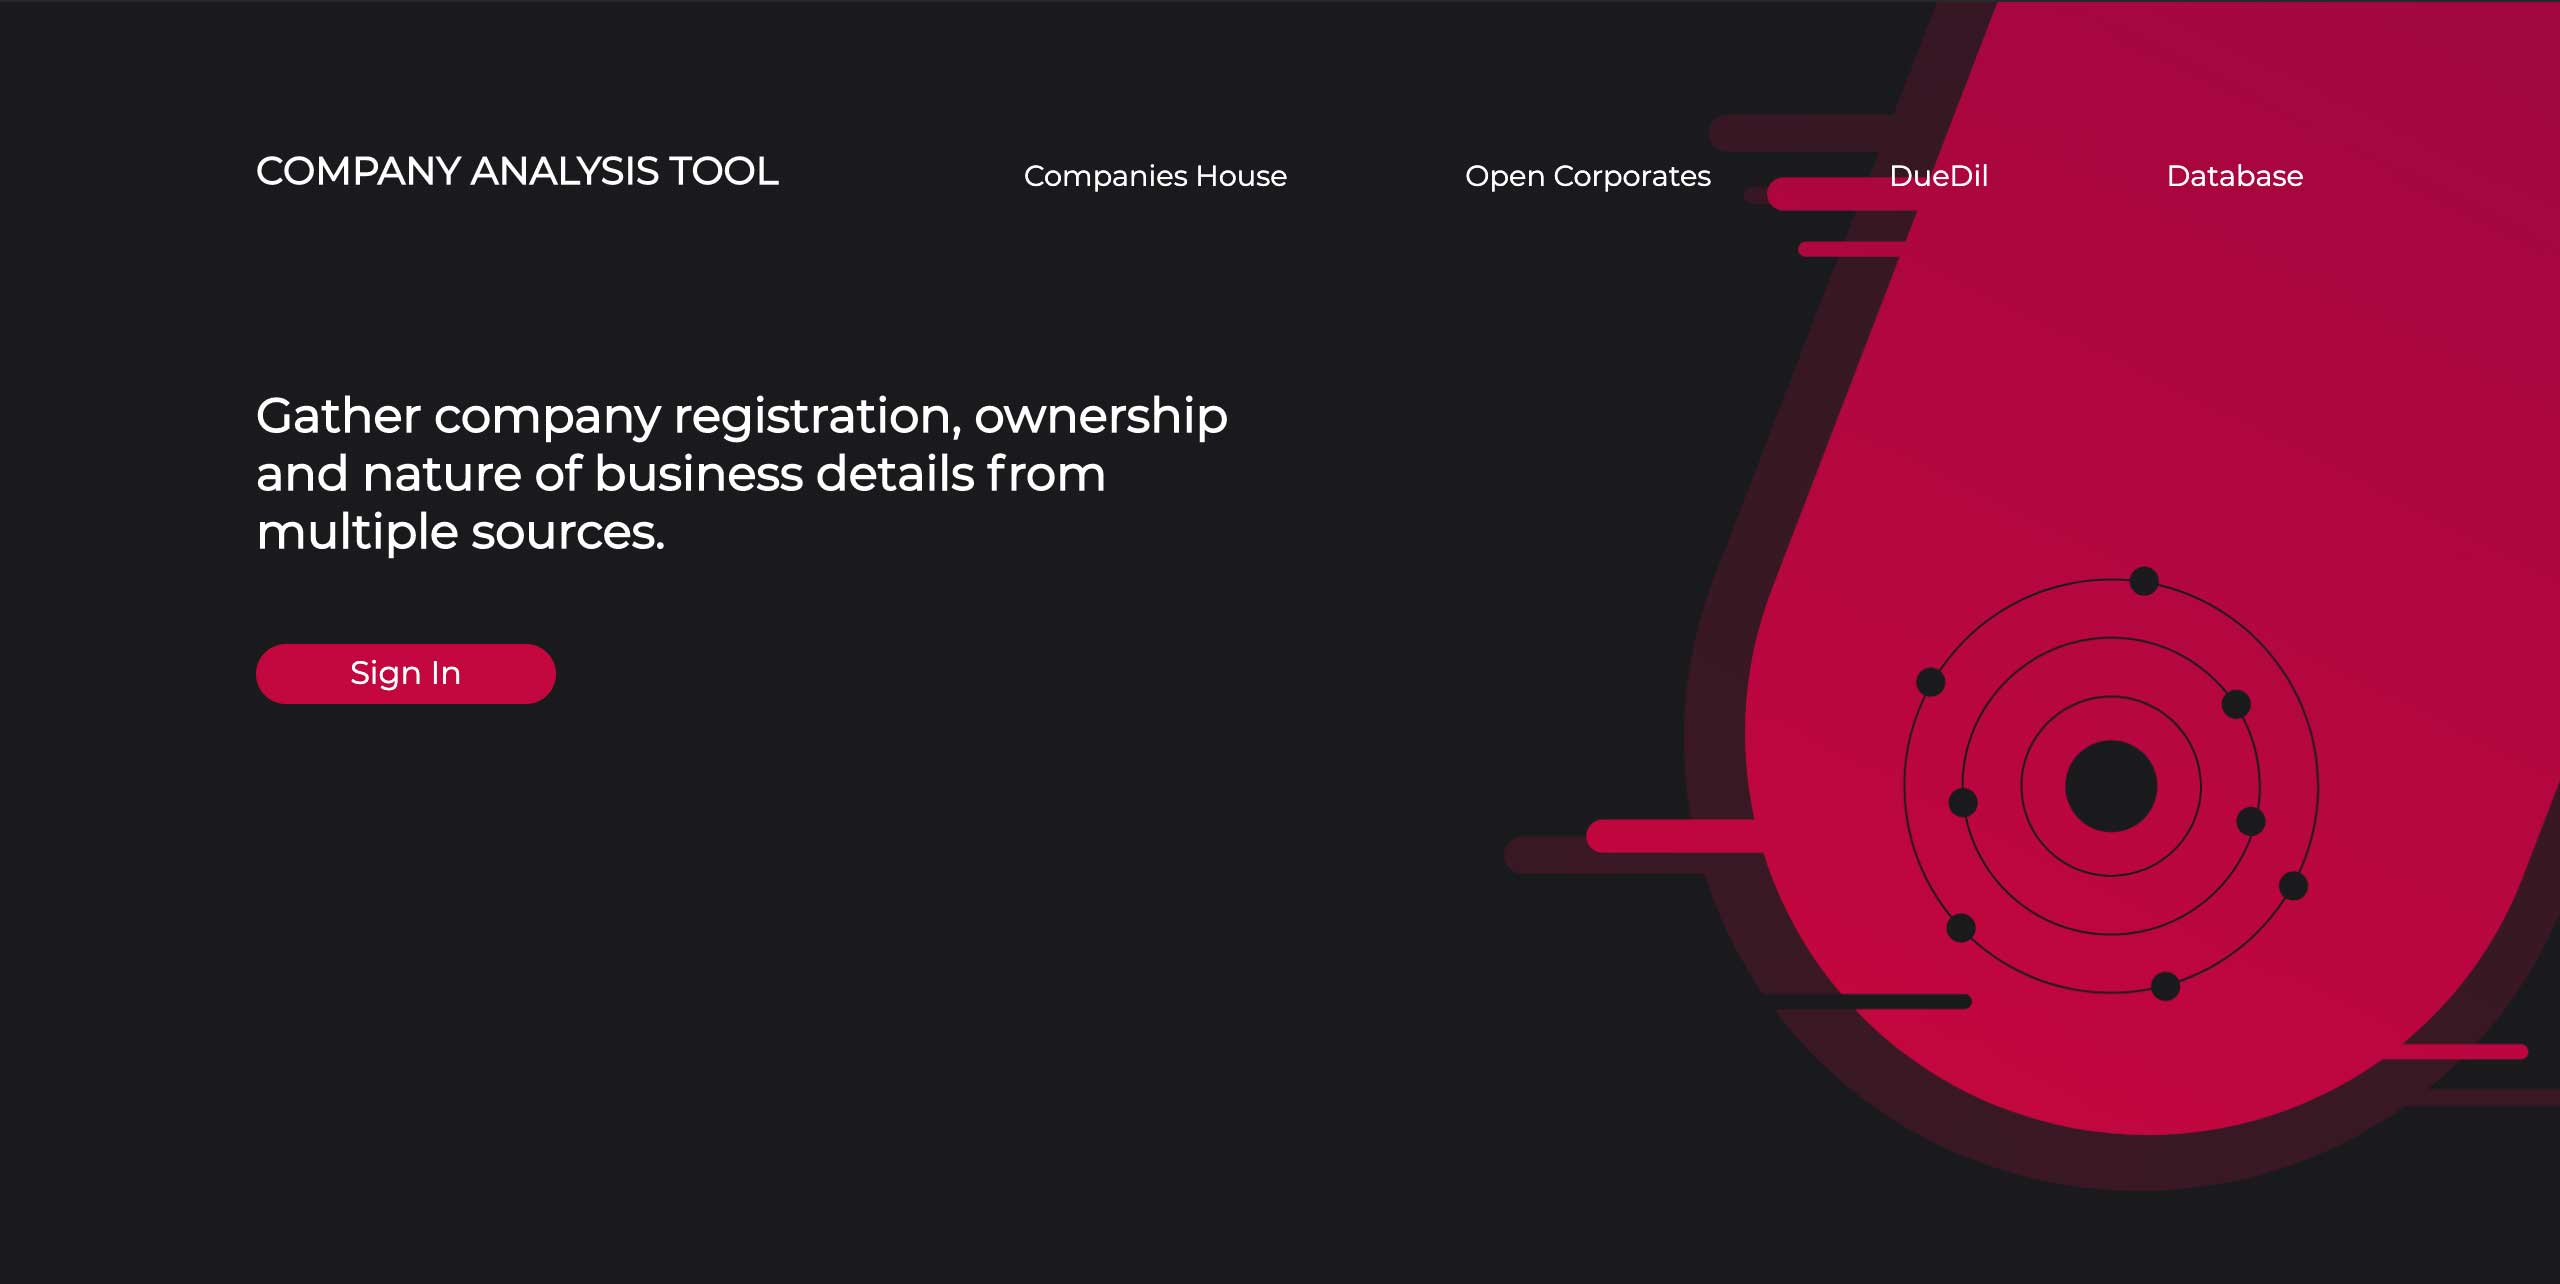 COMPANY ANALYSIS TOOL
Companies House
Open Corporates
DueDil
Database
Gather company registration, ownership
and nature of business details from
multiple sources.
Sign In